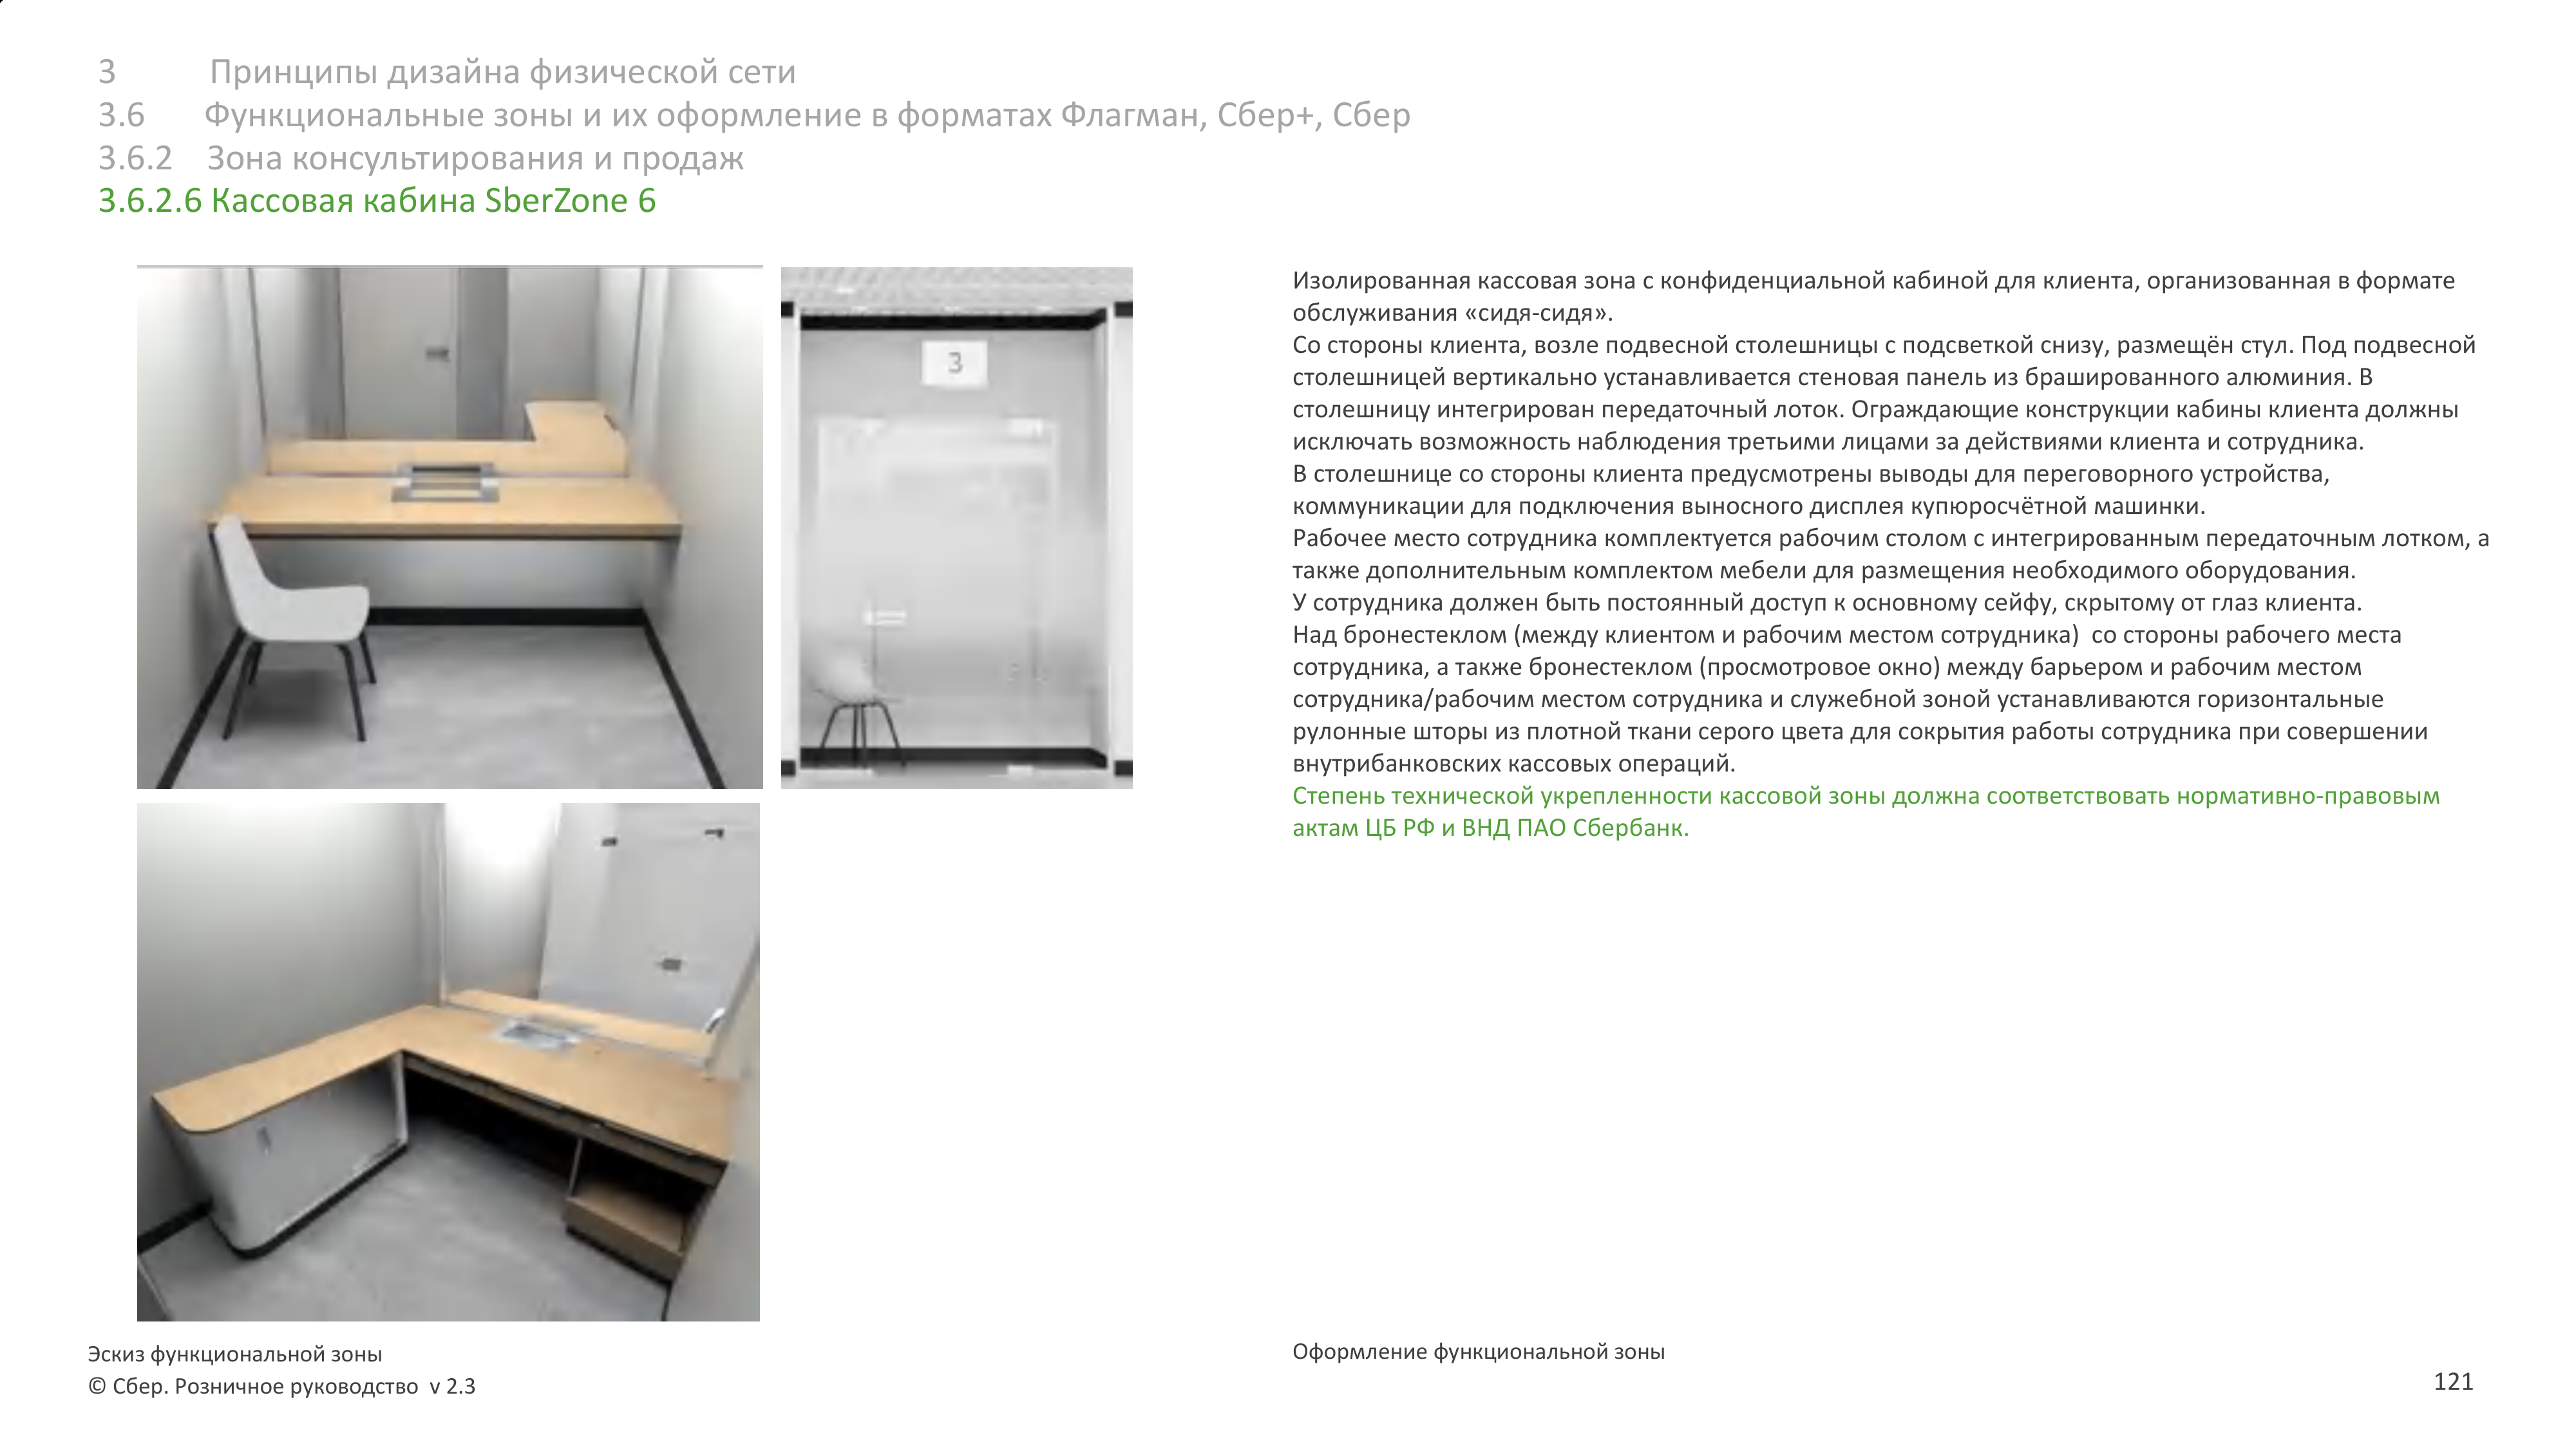 3 Принципы дизайна физической сети
3.6 Функциональные зоны и их оформление в форматах Флагман, Сбер+, Сбер
3.6.2 Зона консультирования и продаж
3.6.2.6 Кассовая кабина SberZone 6
3
Изолированная кассовая зона с конфиденциальной кабиной для клиента, организованная в формате
обслуживания «сидя-сидя».
Со стороны клиента, возле подвесной столешницы с подсветкой снизу, размещён стул. Под подвесной
столешницей вертикально устанавливается стеновая панель из брашированного алюминия. В
столешницу интегрирован передаточный лоток. Ограждающие конструкции кабины клиента должны
исключать возможность наблюдения третьими лицами за действиями клиента и сотрудника.
В столешнице со стороны клиента предусмотрены выводы для переговорного устройства,
коммуникации для подключения выносного дисплея купюросчётной машинки.
Рабочее место сотрудника комплектуется рабочим столом с интегрированным передаточным лотком, а
также дополнительным комплектом мебели для размещения необходимого оборудования.
У сотрудника должен быть постоянный доступ к основному сейфу, скрытому от глаз клиента.
Над бронестеклом (между клиентом и рабочим местом сотрудника)  со стороны рабочего места
сотрудника, а также бронестеклом (просмотровое окно) между барьером и рабочим местом
сотрудника/рабочим местом сотрудника и служебной зоной устанавливаются горизонтальные
рулонные шторы из плотной ткани серого цвета для сокрытия работы сотрудника при совершении
внутрибанковских кассовых операций.
Степень технической укрепленности кассовой зоны должна соответствовать нормативно-правовым
актам ЦБ РФ и ВНД ПАО Сбербанк.
Эскиз функциональной зоны
Оформление функциональной зоны
© Сбер. Розничное руководство  v 2.3
121